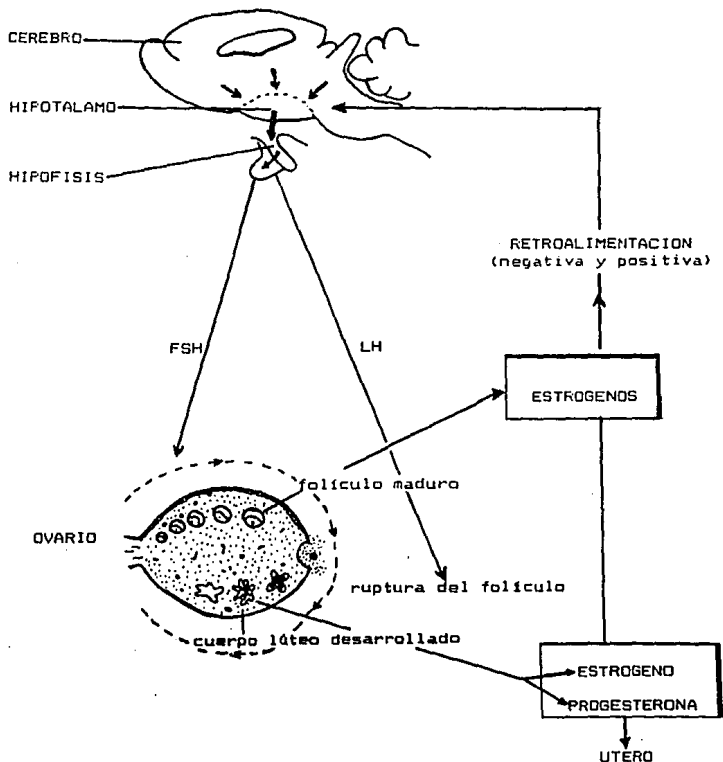 CEREBRO
HIPOTALAMO
HIPOFISIS
RETROALIMENTACION
(negativa y positiva)
FSH
LH
ESTROGENOS
folículo maduro
OVARIO
ruptura del folículo
cuerpo lúteo desarrollado
ESTROGENO
PROGESTERONA
UTERO